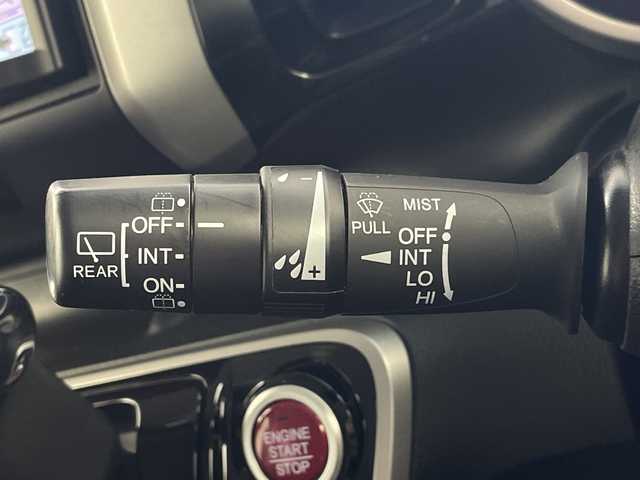 OFF
INT
ON
REAR
- +
PULL
MIST
OFF
INT
LO
HI
ENGINE
START
STOP